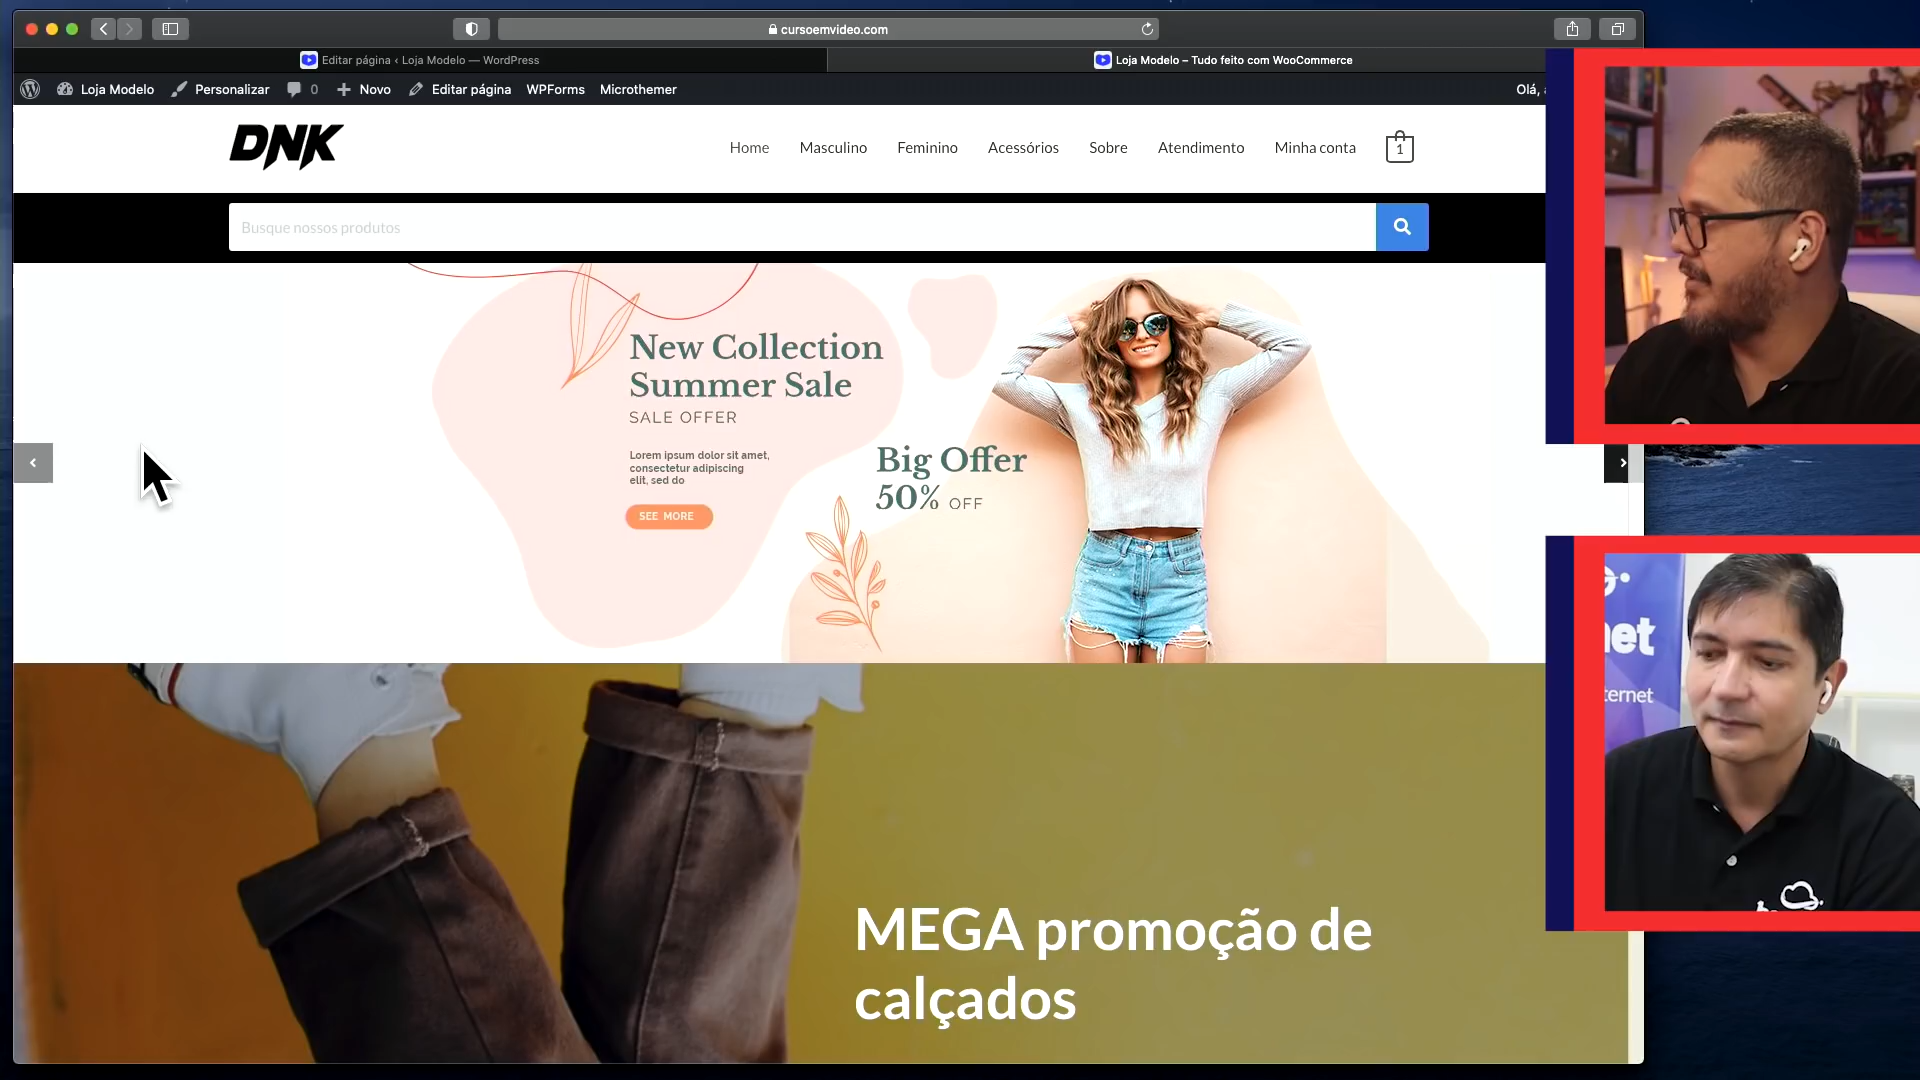 cursoemvideo.com
Editar página ‹ Loja Modelo — WordPress
Loja Modelo – Tudo feito com WooCommerce
Loja Modelo
Personalizar
0
Novo
Editar página
WPForms
Microthemer
Olá,
DNK
Home
Masculino
Feminino
Acessórios
Sobre
Atendimento
Minha conta
1
Busque nossos produtos
New Collection
Summer Sale
SALE OFFER
Lorem ipsum dolor sit amet,
consectetur adipiscing
elit, sed do
SEE MORE
Big Offer
50% OFF
MEGA promoção de
calçados
net
ternet